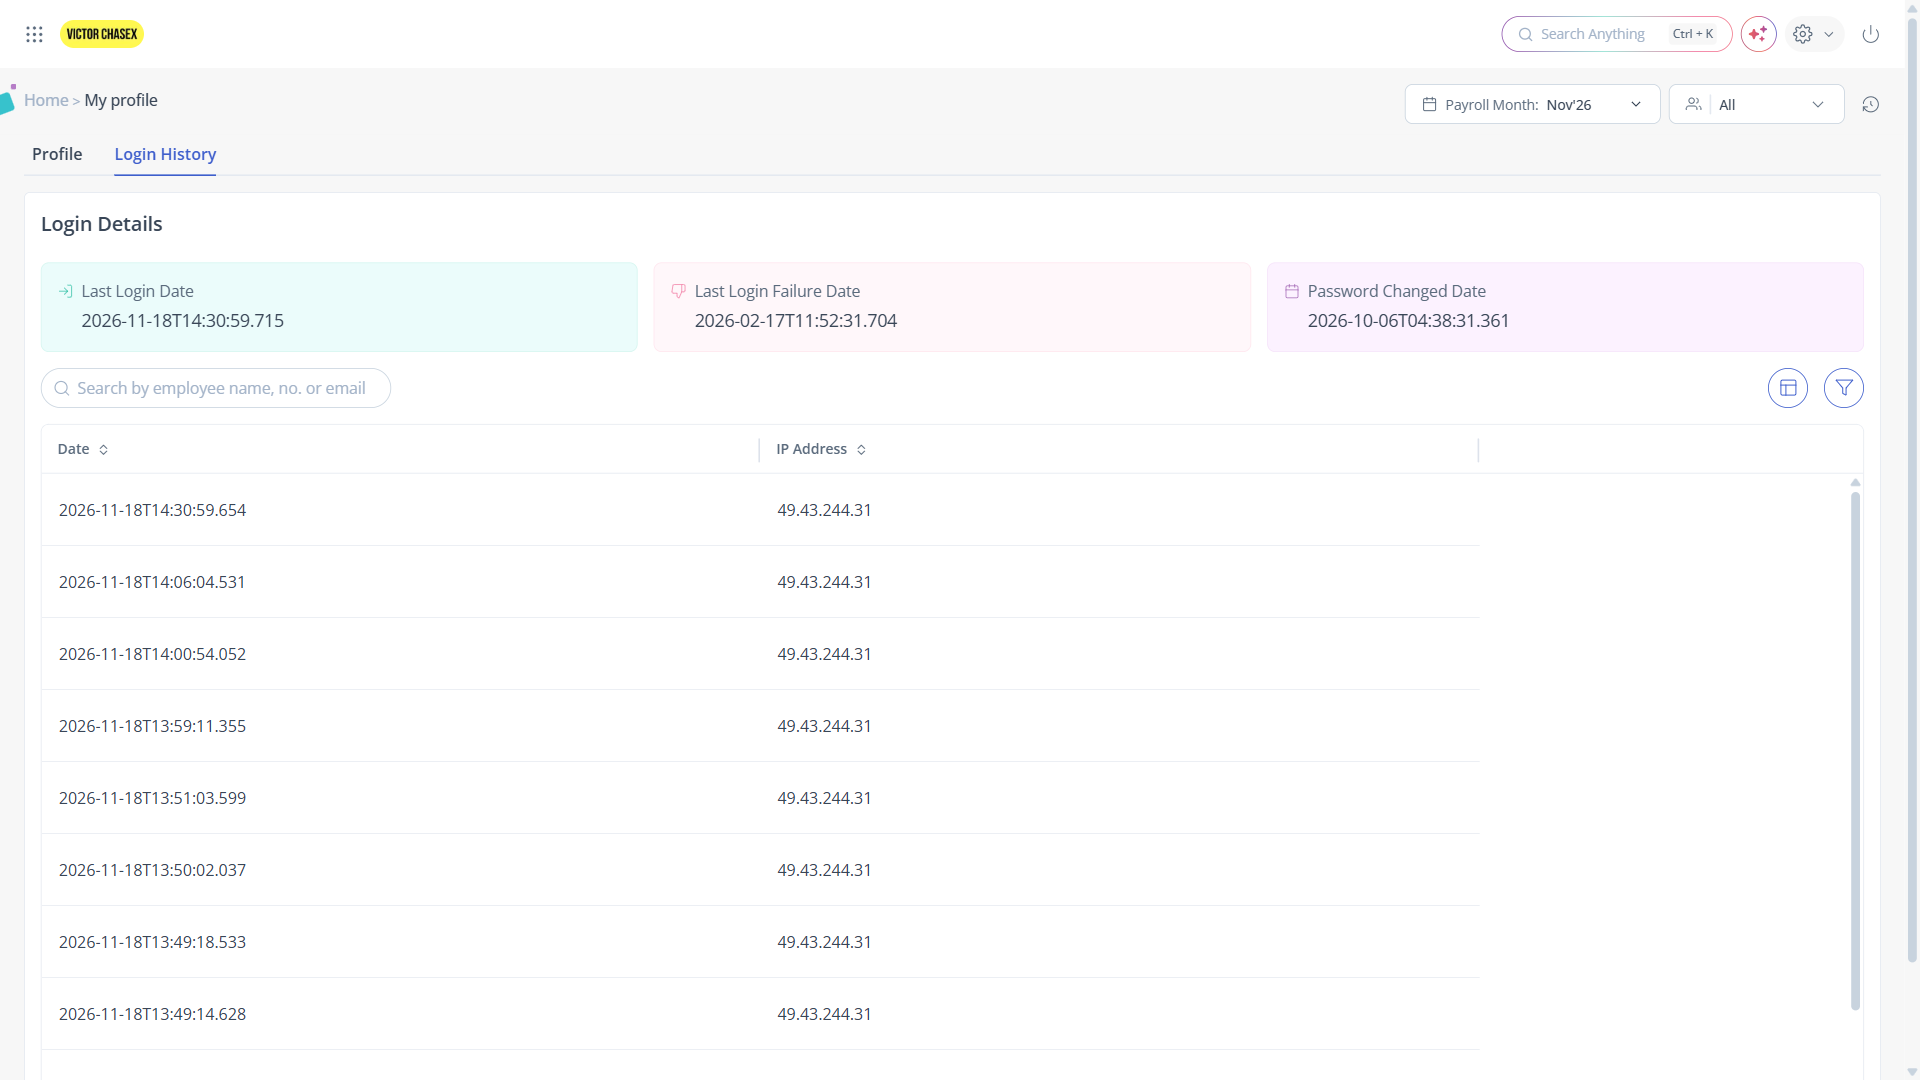 VICTOR CHASEX
Search Anything Ctrl + K
Home > My profile
Payroll Month: Nov'26
All
Profile
Login History
Login Details
Last Login Date
2026-11-18T14:30:59.715
Last Login Failure Date
2026-02-17T11:52:31.704
Password Changed Date
2026-10-06T04:38:31.361
Search by employee name, no. or email
Date IP Address
2026-11-18T14:30:59.654 49.43.244.31
2026-11-18T14:06:04.531 49.43.244.31
2026-11-18T14:00:54.052 49.43.244.31
2026-11-18T13:59:11.355 49.43.244.31
2026-11-18T13:51:03.599 49.43.244.31
2026-11-18T13:50:02.037 49.43.244.31
2026-11-18T13:49:18.533 49.43.244.31
2026-11-18T13:49:14.628 49.43.244.31